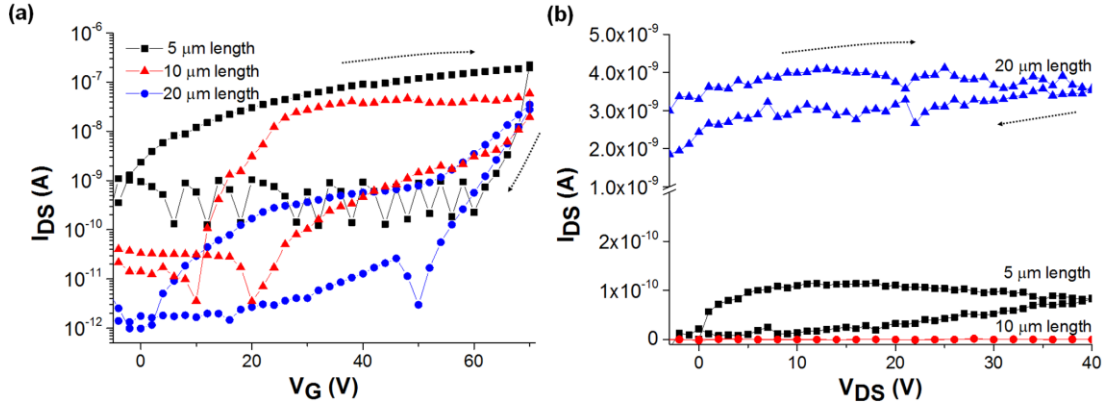 (a)
I_DS (A)
10^-6
10^-7
10^-8
10^-9
10^-10
10^-11
10^-12
5 μm length
10 μm length
20 μm length
0
20
40
60
V_G (V)
(b)
I_DS (A)
5.0x10^-9
4.0x10^-9
3.0x10^-9
2.0x10^-9
1.0x10^-9
2x10^-10
1x10^-10
0
20 μm length
5 μm length
10 μm length
0
10
20
30
40
V_DS (V)